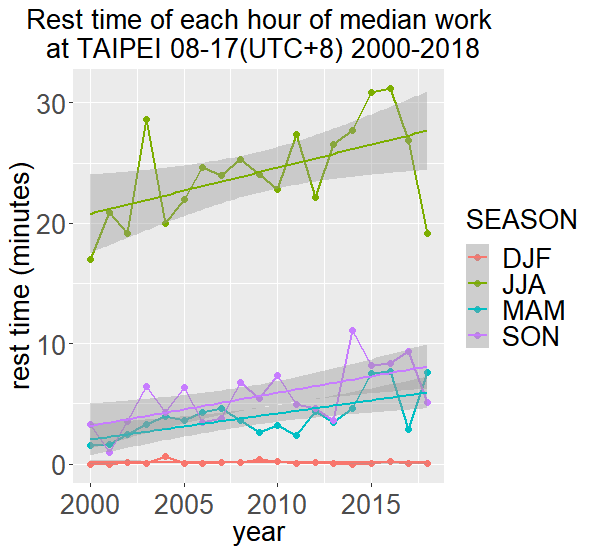 Rest time of each hour of median work
at TAIPEI 08-17(UTC+8) 2000-2018
rest time (minutes)
30
20
10
0
2000
2005
2010
2015
year
SEASON
DJF
JJA
MAM
SON